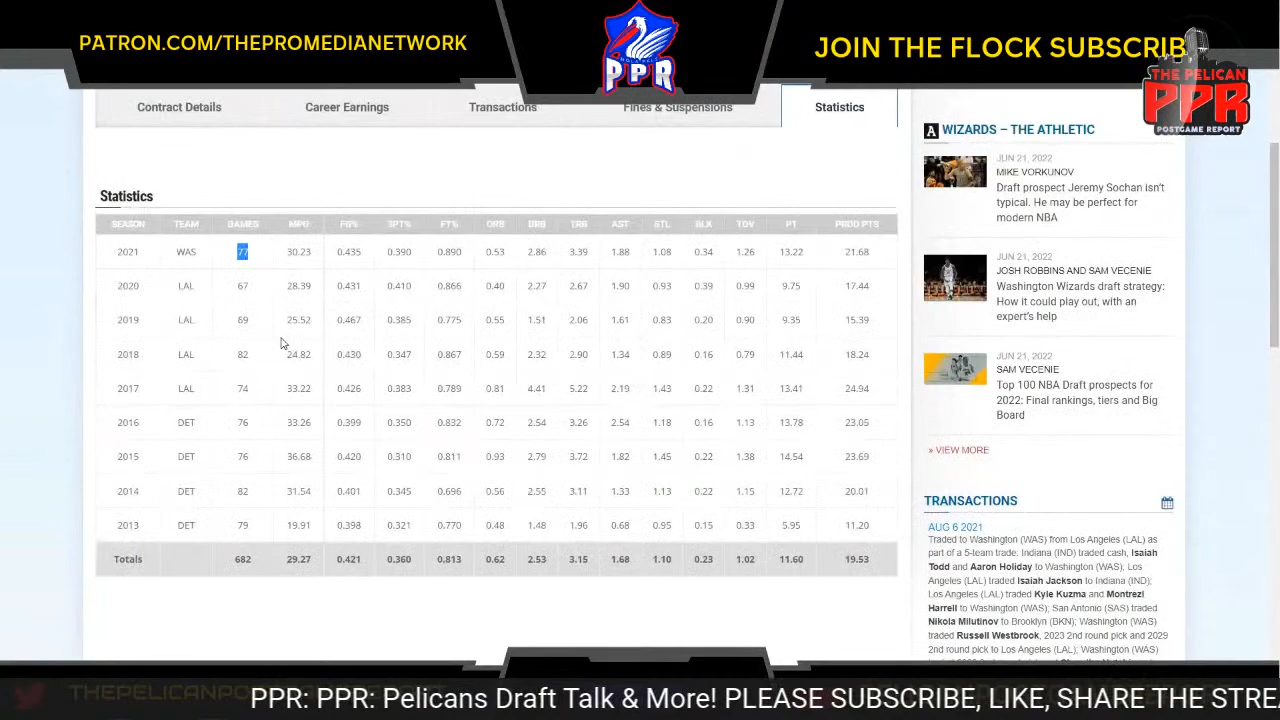 PATRON.COM/THEPROMEDIANETWORK
PPR
JOIN THE FLOCK SUBSCRIB
THE PELICAN
PPR
POSTGAME REPORT
Contract Details Career Earnings Transactions Fines & Suspensions Statistics
Statistics
SEASON TEAM GAMES MPG FG% 3PT% FT% ORB DRB TRB AST STL BLK TOV PT PROD PTS
2021 WAS 77 30.23 0.435 0.390 0.890 0.53 2.86 3.39 1.88 1.08 0.34 1.26 13.22 21.68
2020 LAL 67 28.39 0.431 0.410 0.866 0.40 2.27 2.67 1.90 0.93 0.39 0.99 9.75 17.44
2019 LAL 69 25.52 0.467 0.385 0.775 0.55 1.51 2.06 1.61 0.83 0.20 0.90 9.35 15.39
2018 LAL 82 24.82 0.430 0.347 0.867 0.59 2.32 2.90 1.34 0.89 0.16 0.79 11.44 18.24
2017 LAL 74 33.22 0.426 0.383 0.789 0.81 4.41 5.22 2.19 1.43 0.22 1.31 13.41 24.94
2016 DET 76 33.26 0.399 0.350 0.832 0.72 2.54 3.26 2.54 1.18 0.16 1.13 13.78 23.05
2015 DET 76 36.68 0.420 0.310 0.811 0.93 2.79 3.72 1.82 1.45 0.22 1.38 14.54 23.69
2014 DET 82 31.54 0.401 0.345 0.696 0.56 2.55 3.11 1.33 1.13 0.22 1.15 12.72 20.01
2013 DET 79 19.91 0.398 0.321 0.770 0.48 1.48 1.96 0.68 0.95 0.15 0.33 5.95 11.20
Totals 682 29.27 0.421 0.360 0.813 0.62 2.53 3.15 1.68 1.10 0.23 1.02 11.60 19.53
A WIZARDS – THE ATHLETIC
JUN 21, 2022
MIKE VORKUNOV
Draft prospect Jeremy Sochan isn't
typical. He may be perfect for
modern NBA
JUN 21, 2022
JOSH ROBBINS AND SAM VECENIE
Washington Wizards draft strategy:
How it could play out, with an
expert's help
JUN 21, 2022
SAM VECENIE
Top 100 NBA Draft prospects for
2022: Final rankings, tiers and Big
Board
» VIEW MORE
TRANSACTIONS
AUG 6 2021
Traded to Washington (WAS) from Los Angeles (LAL) as
part of a 5-team trade. Indiana (IND) traded cash, Isaiah
Todd and Aaron Holiday to Washington (WAS); Los
Angeles (LAL) traded Isaiah Jackson to Indiana (IND);
Los Angeles (LAL) traded Kyle Kuzma and Montrezl
Harrell to Washington (WAS); San Antonio (SAS) traded
Nikola Milutinov to Brooklyn (BKN); Washington (WAS)
traded Russell Westbrook, 2023 2nd round pick and 2029
2nd round pick to Los Angeles (LAL); Washington (WAS)
PPR: PPR: Pelicans Draft Talk & More! PLEASE SUBSCRIBE, LIKE, SHARE THE STRE